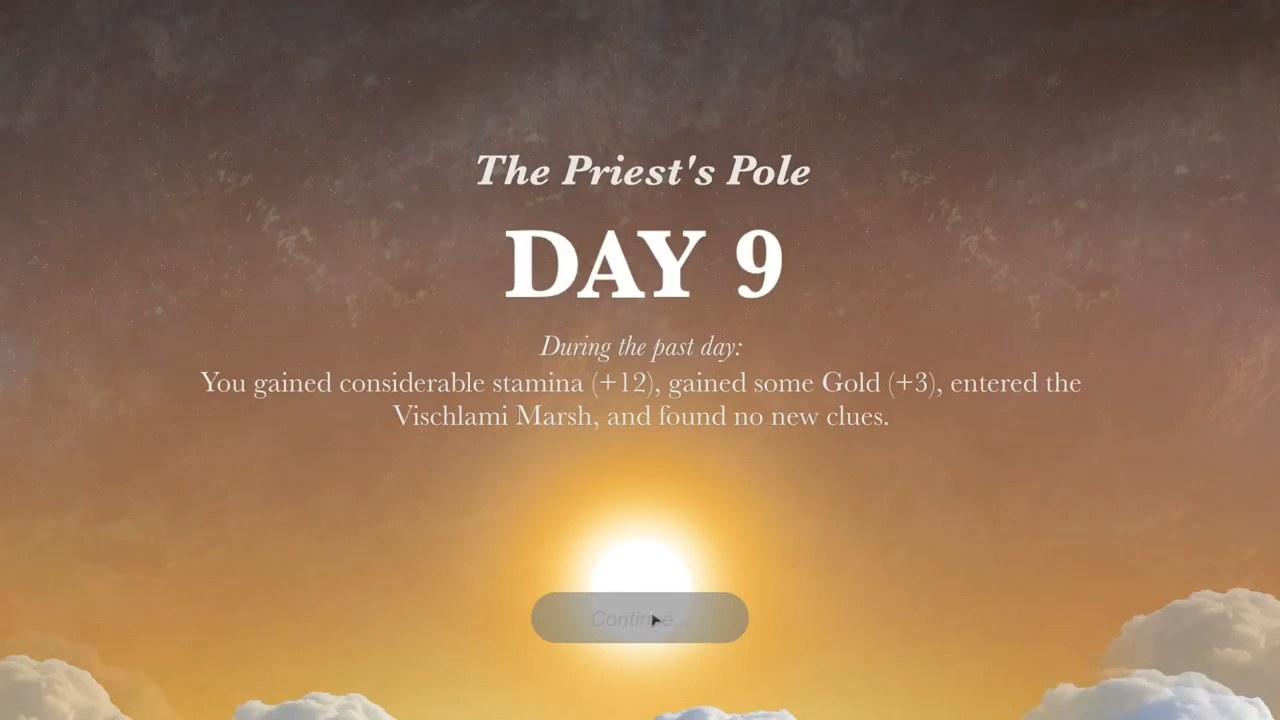 The Priest's Pole
DAY 9
During the past day:
You gained considerable stamina (+12), gained some Gold (+3), entered the
Vischlami Marsh, and found no new clues.
Continue...